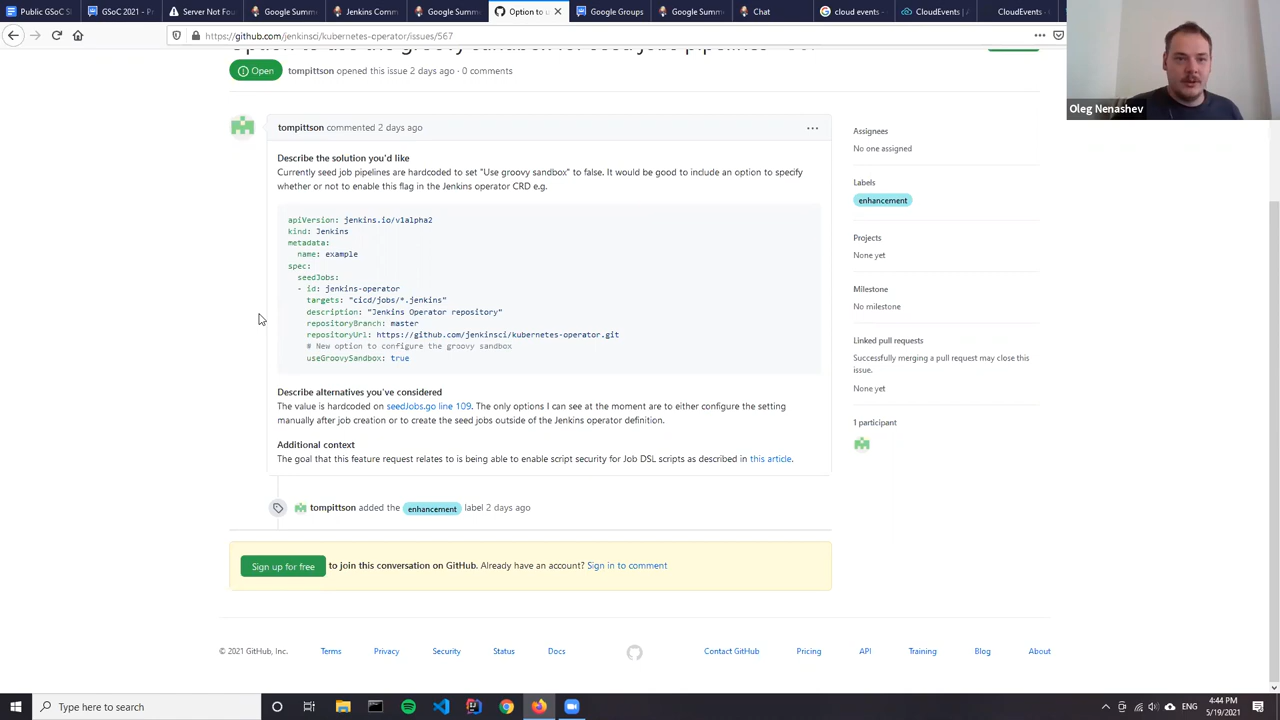 Public GSoC S
GSoC 2021 - P
Server Not Fou
Google Summe
Jenkins Comm
Google Summe
Option to u
Google Groups
Google Summ
Chat
cloud events -
CloudEvents | A
CloudEvents
https://github.com/jenkinsci/kubernetes-operator/issues/567
Oleg Nenashev
Open
tompittson opened this issue 2 days ago · 0 comments
tompittson commented 2 days ago
Describe the solution you'd like
Currently seed job pipelines are hardcoded to set "Use groovy sandbox" to false. It would be good to include an option to specify
whether or not to enable this flag in the Jenkins operator CRD e.g.
apiVersion: jenkins.io/v1alpha2
kind: Jenkins
metadata:
  name: example
spec:
  seedJobs:
  - id: jenkins-operator
    targets: "cicd/jobs/*.jenkins"
    description: "Jenkins Operator repository"
    repositoryBranch: master
    repositoryUrl: https://github.com/jenkinsci/kubernetes-operator.git
    # New option to configure the groovy sandbox
    useGroovySandbox: true
Describe alternatives you've considered
The value is hardcoded on seedJobs.go line 109. The only options I can see at the moment are to either configure the setting
manually after job creation or to create the seed jobs outside of the Jenkins operator definition.
Additional context
The goal that this feature request relates to is being able to enable script security for Job DSL scripts as described in this article.
tompittson added the enhancement label 2 days ago
Sign up for free to join this conversation on GitHub. Already have an account? Sign in to comment
Assignees
No one assigned
Labels
enhancement
Projects
None yet
Milestone
No milestone
Linked pull requests
Successfully merging a pull request may close this
issue.
None yet
1 participant
© 2021 GitHub, Inc.
Terms
Privacy
Security
Status
Docs
Contact GitHub
Pricing
API
Training
Blog
About
Type here to search
ENG
4:44 PM
5/19/2021